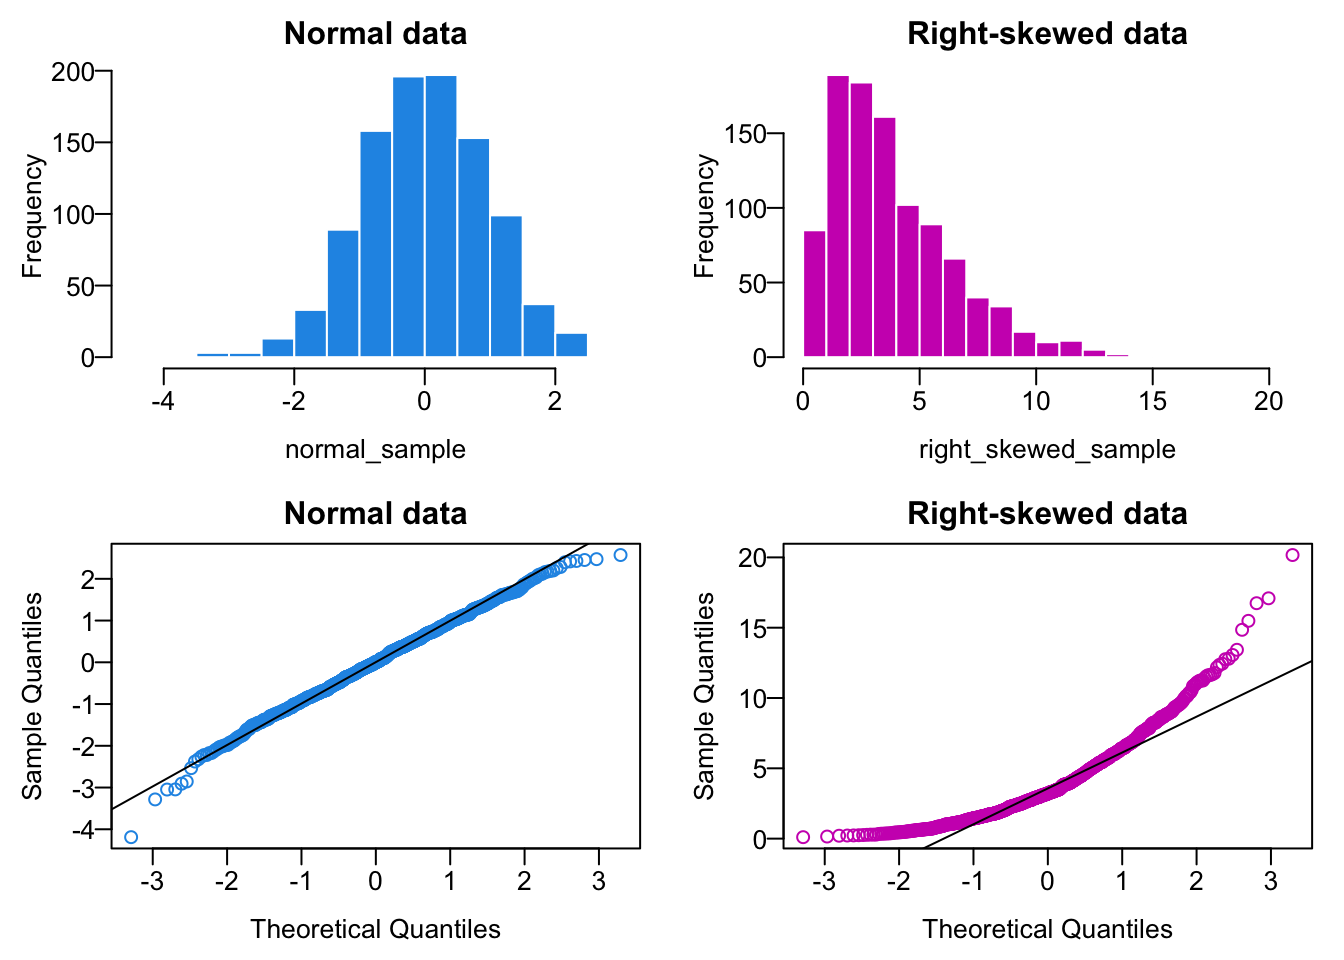 Normal data
Frequency
200
150
100
50
0
-4 -2 0 2
normal_sample
Right-skewed data
Frequency
150
100
50
0
0 5 10 15 20
right_skewed_sample
Normal data
Sample Quantiles
2
1
0
-1
-2
-3
-4
-3 -2 -1 0 1 2 3
Theoretical Quantiles
Right-skewed data
Sample Quantiles
20
15
10
5
0
-3 -2 -1 0 1 2 3
Theoretical Quantiles